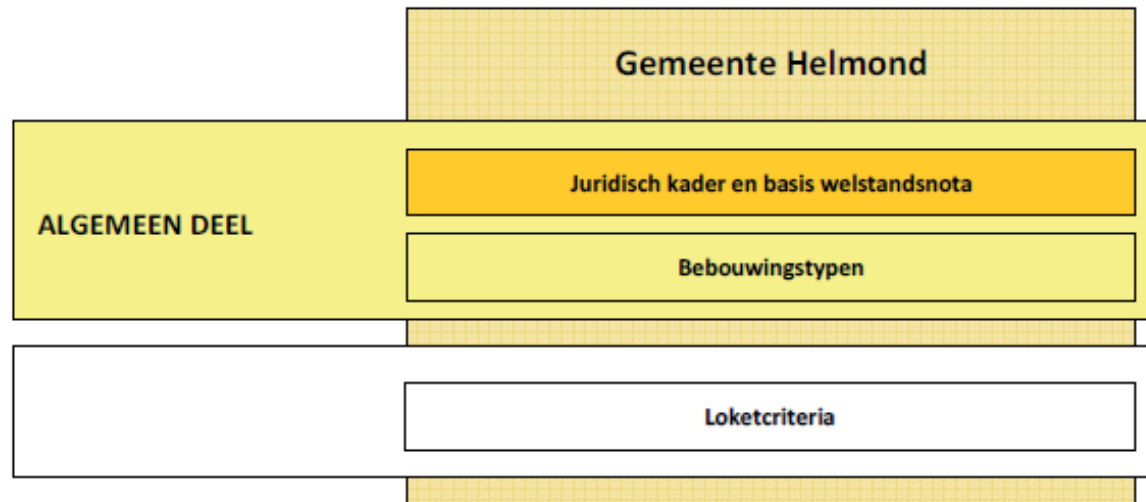 Gemeente Helmond
Juridisch kader en basis welstandsnota
ALGEMEEN DEEL
Bebouwingstypen
Loketcriteria